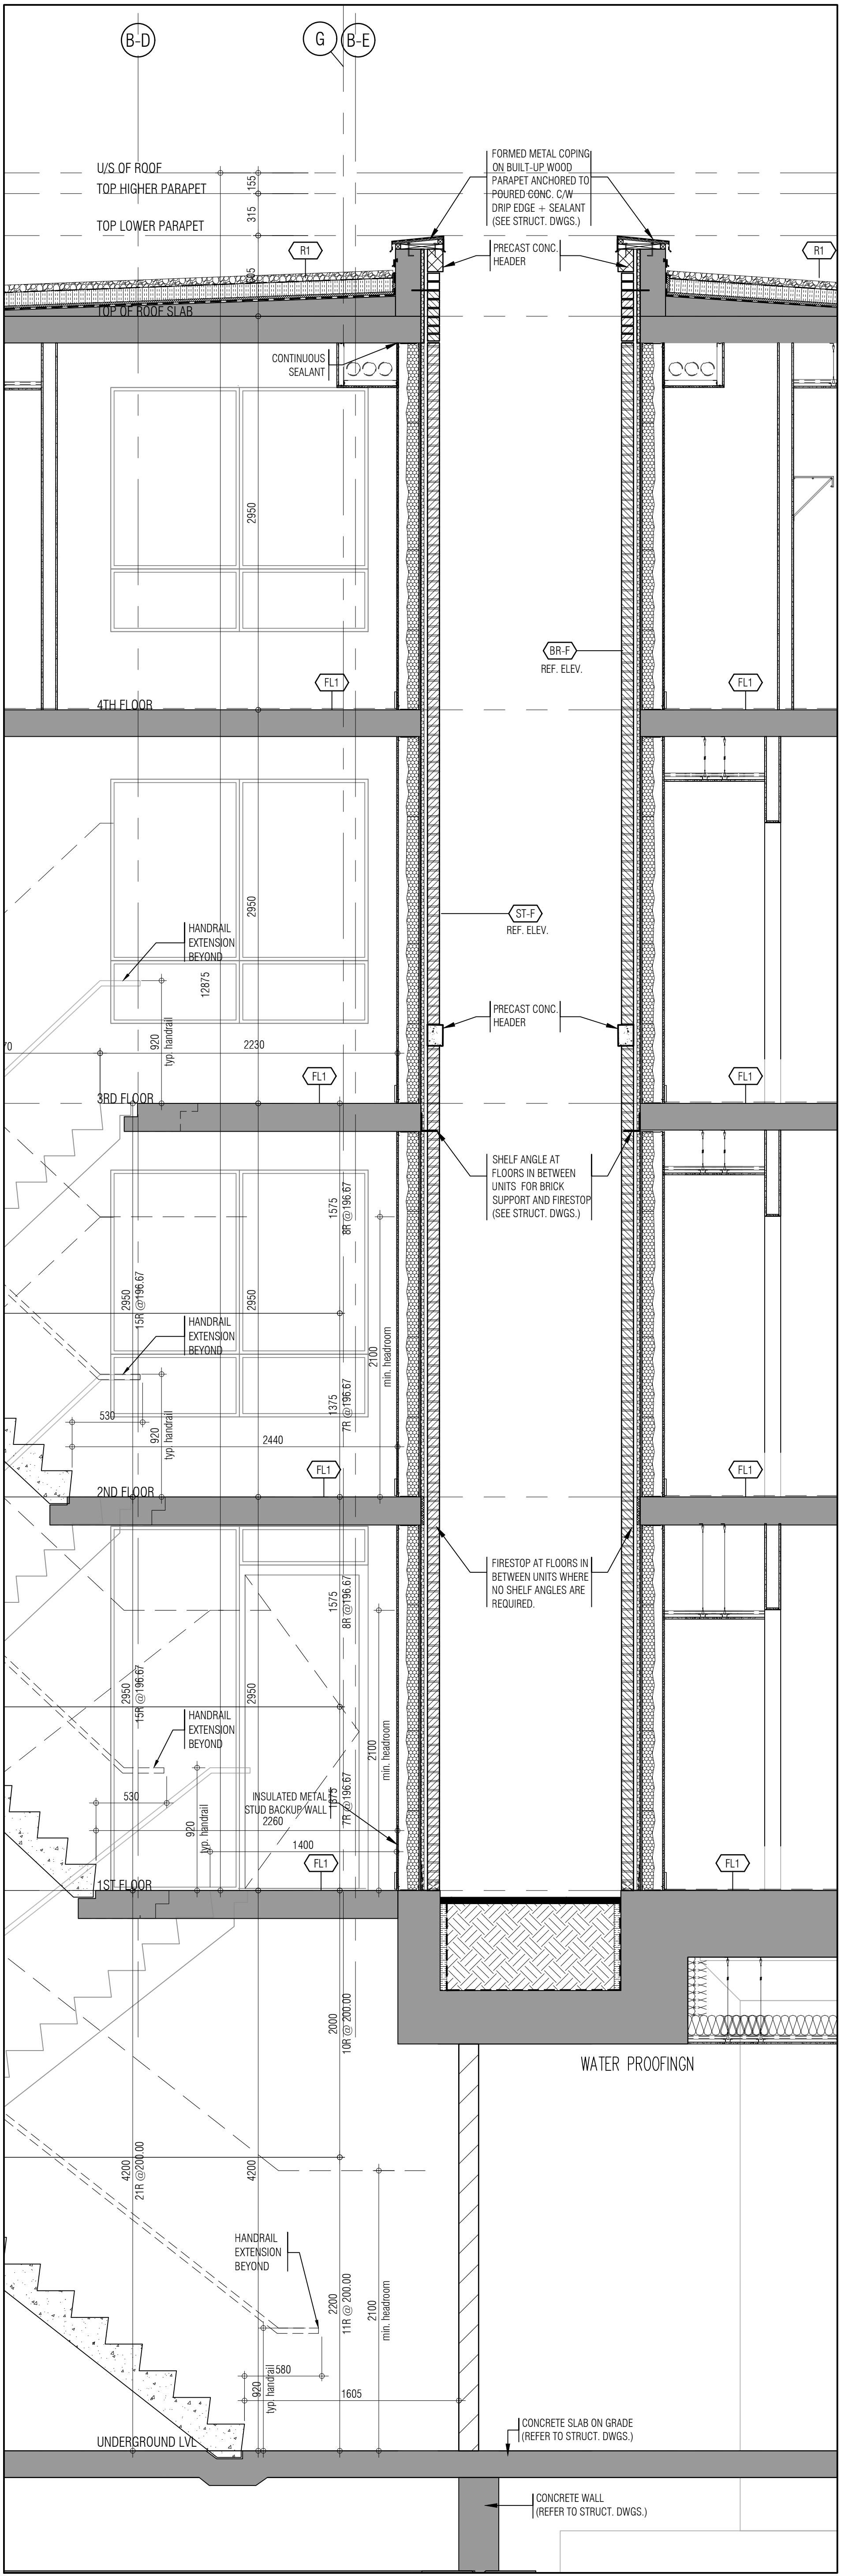 B-D
G
B-E
U/S OF ROOF
TOP HIGHER PARAPET
TOP LOWER PARAPET
155
315
FORMED METAL COPING
ON BUILT-UP WOOD
PARAPET ANCHORED TO
POURED CONC. C/W
DRIP EDGE + SEALANT
(SEE STRUCT. DWGS.)
R1
PRECAST CONC.
HEADER
R1
TOP OF ROOF SLAB
CONTINUOUS
SEALANT
2950
BR-F
REF. ELEV.
FL1
FL1
4TH FLOOR
2950
ST-F
REF. ELEV.
HANDRAIL
EXTENSION
BEYOND
12875
920
typ. handrail
2230
PRECAST CONC.
HEADER
FL1
FL1
3RD FLOOR
SHELF ANGLE AT
FLOORS IN BETWEEN
UNITS FOR BRICK
SUPPORT AND FIRESTOP
(SEE STRUCT. DWGS.)
1575
8R @196.67
2950
15R @196.67
2950
HANDRAIL
EXTENSION
BEYOND
2100
min. headroom
1375
7R @196.67
530
920
typ. handrail
2440
FL1
FL1
2ND FLOOR
FIRESTOP AT FLOORS IN
BETWEEN UNITS WHERE
NO SHELF ANGLES ARE
REQUIRED.
1575
8R @196.67
2950
15R @196.67
2950
HANDRAIL
EXTENSION
BEYOND
2100
min. headroom
530
INSULATED METAL
STUD BACKUP WALL
1375
7R @196.67
2260
920
typ. handrail
1400
FL1
FL1
1ST FLOOR
2000
10R @ 200.00
WATER PROOFINGN
4200
21R @200.00
4200
HANDRAIL
EXTENSION
BEYOND
2200
11R @ 200.00
2100
min. headroom
580
920
typ. handrail
1605
UNDERGROUND LVL
CONCRETE SLAB ON GRADE
(REFER TO STRUCT. DWGS.)
CONCRETE WALL
(REFER TO STRUCT. DWGS.)